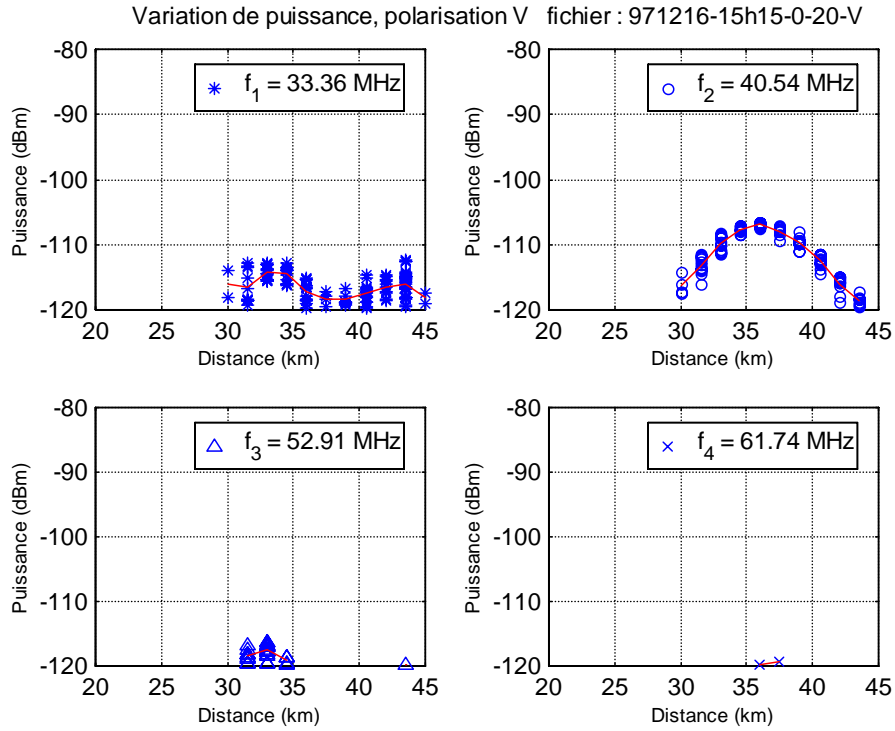 Variation de puissance, polarisation V fichier : 971216-15h15-0-20-V
-80
-90
-100
-110
-120
Puissance (dBm)
f1 = 33.36 MHz
20 25 30 35 40 45
Distance (km)
-80
-90
-100
-110
-120
Puissance (dBm)
f2 = 40.54 MHz
20 25 30 35 40 45
Distance (km)
-80
-90
-100
-110
-120
Puissance (dBm)
f3 = 52.91 MHz
20 25 30 35 40 45
Distance (km)
-80
-90
-100
-110
-120
Puissance (dBm)
f4 = 61.74 MHz
20 25 30 35 40 45
Distance (km)